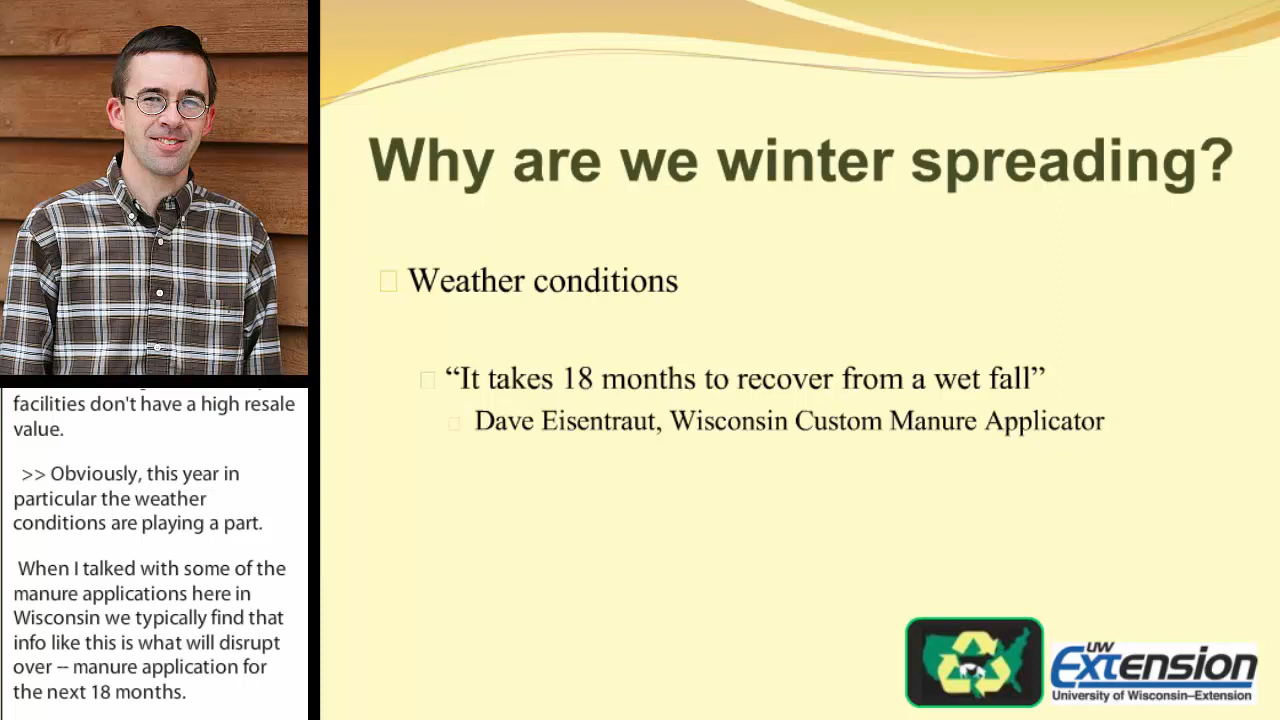 Why are we winter spreading?
Weather conditions
“It takes 18 months to recover from a wet fall”
Dave Eisentraut, Wisconsin Custom Manure Applicator
facilities don't have a high resale
value.
>> Obviously, this year in
particular the weather
conditions are playing a part.
When I talked with some of the
manure applications here in
Wisconsin we typically find that
info like this is what will disrupt
over -- manure application for
the next 18 months.
UW
Extension
University of Wisconsin–Extension